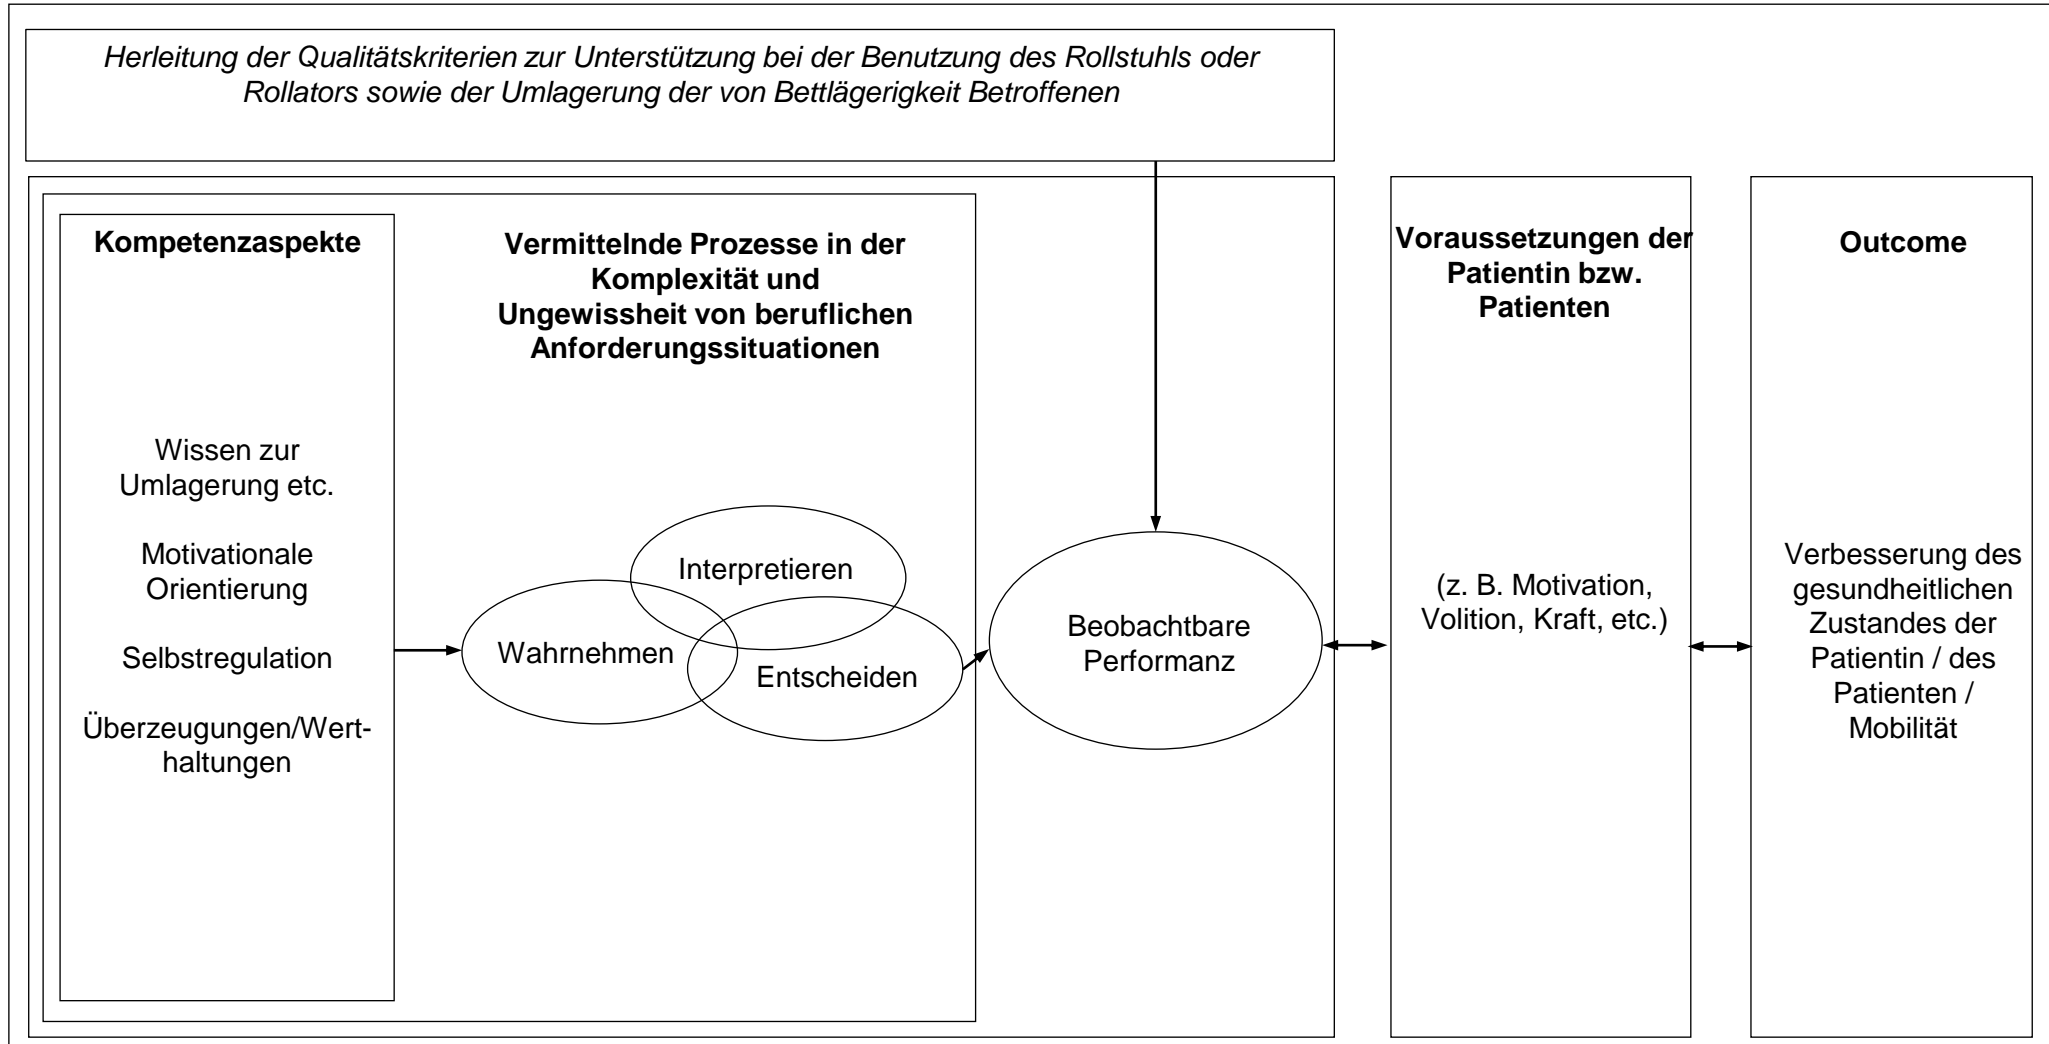 Herleitung der Qualitätskriterien zur Unterstützung bei der Benutzung des Rollstuhls oder
Rollators sowie der Umlagerung der von Bettlägerigkeit Betroffenen
Kompetenzaspekte
Wissen zur
Umlagerung etc.
Motivationale
Orientierung
Selbstregulation
Überzeugungen/Wert-
haltungen
Vermittelnde Prozesse in der
Komplexität und
Ungewissheit von beruflichen
Anforderungssituationen
Interpretieren
Wahrnehmen
Entscheiden
Beobachtbare
Performanz
Voraussetzungen der
Patientin bzw.
Patienten
(z. B. Motivation,
Volition, Kraft, etc.)
Outcome
Verbesserung des
gesundheitlichen
Zustandes der
Patientin / des
Patienten /
Mobilität